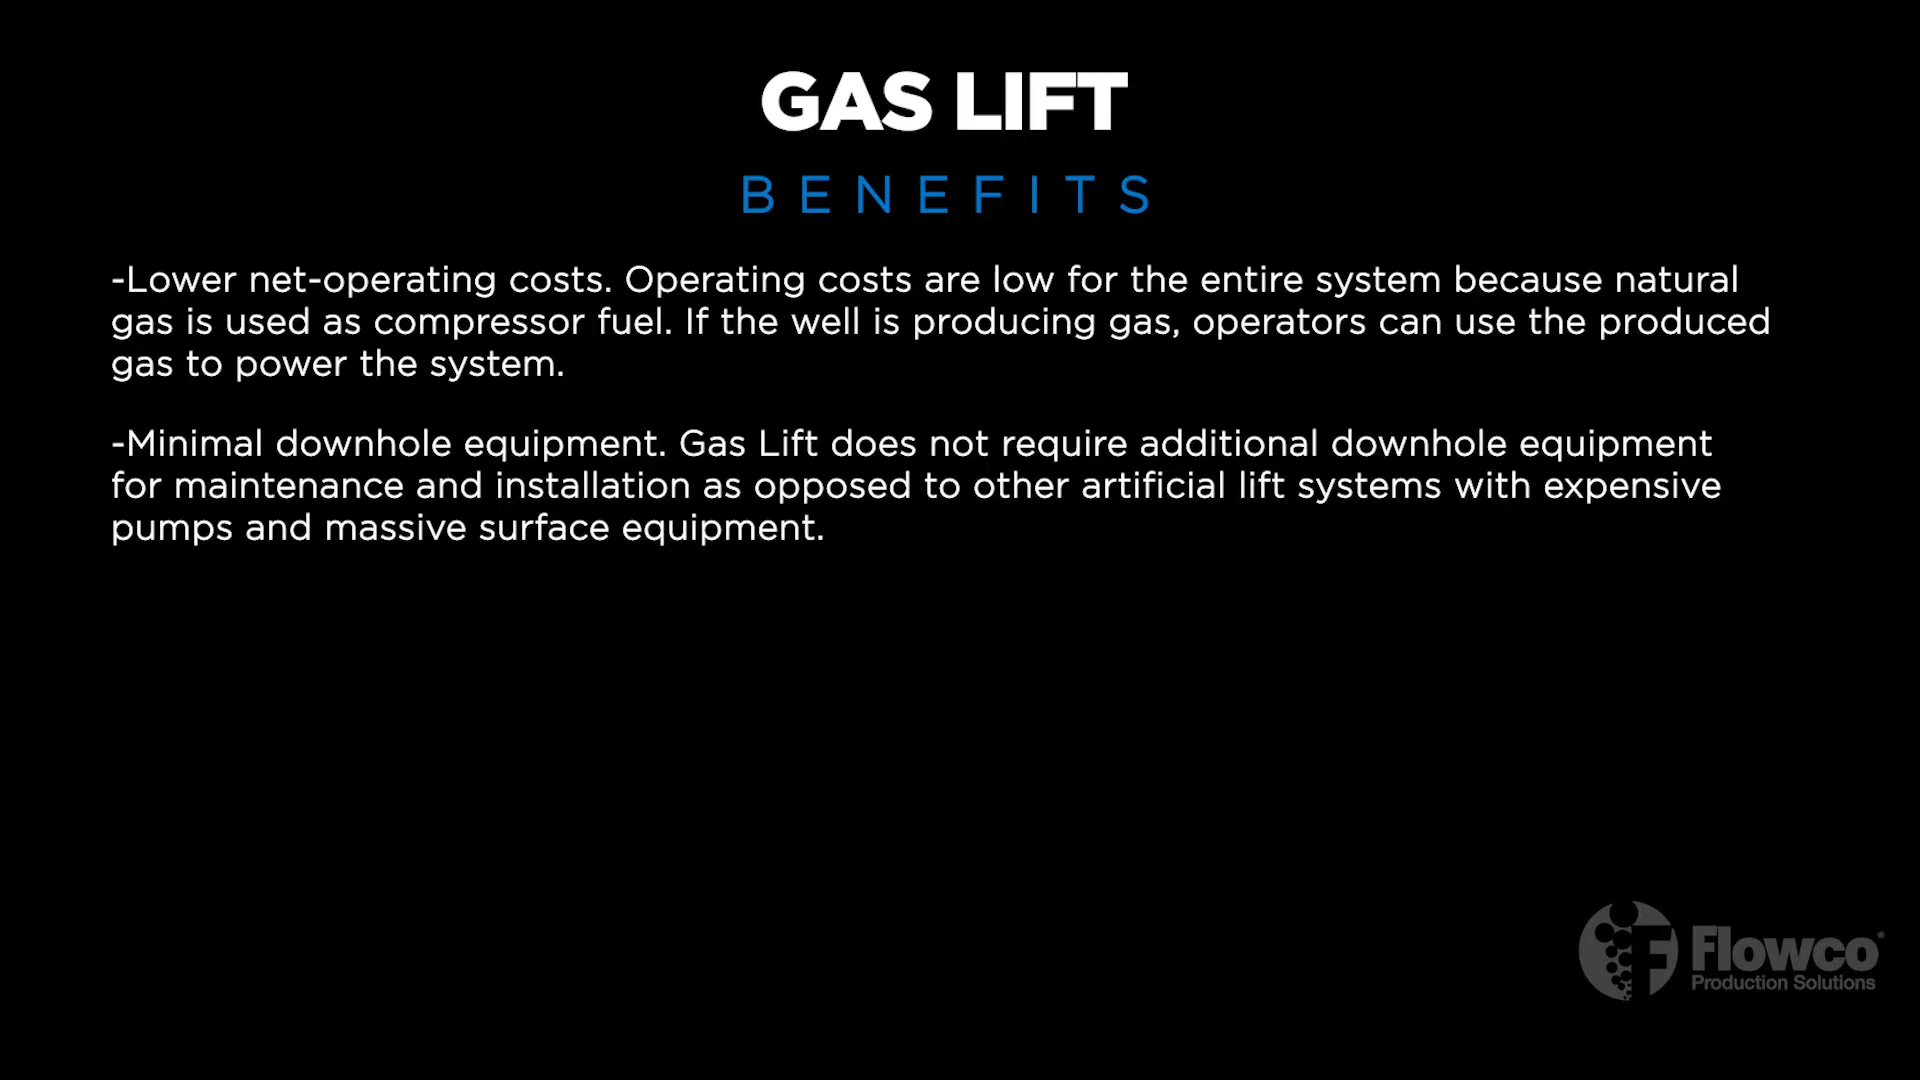 GAS LIFT
BENEFITS
-Lower net-operating costs. Operating costs are low for the entire system because natural
gas is used as compressor fuel. If the well is producing gas, operators can use the produced
gas to power the system.
-Minimal downhole equipment. Gas Lift does not require additional downhole equipment
for maintenance and installation as opposed to other artificial lift systems with expensive
pumps and massive surface equipment.
F Flowco®
Production Solutions